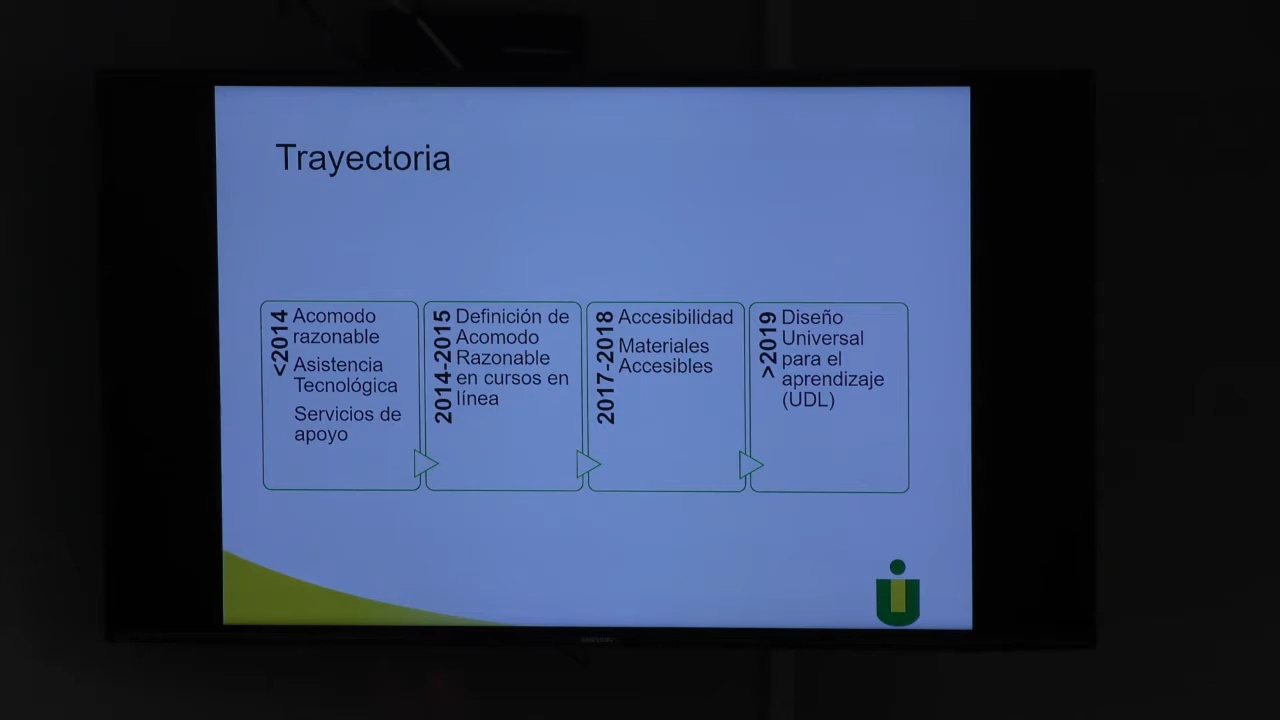 Trayectoria
<2014
Acomodo
razonable
Asistencia
Tecnológica
Servicios de
apoyo
2014-2015
Definición de
Acomodo
Razonable
en cursos en
línea
2017-2018
Accesibilidad
Materiales
Accesibles
>2019
Diseño
Universal
para el
aprendizaje
(UDL)